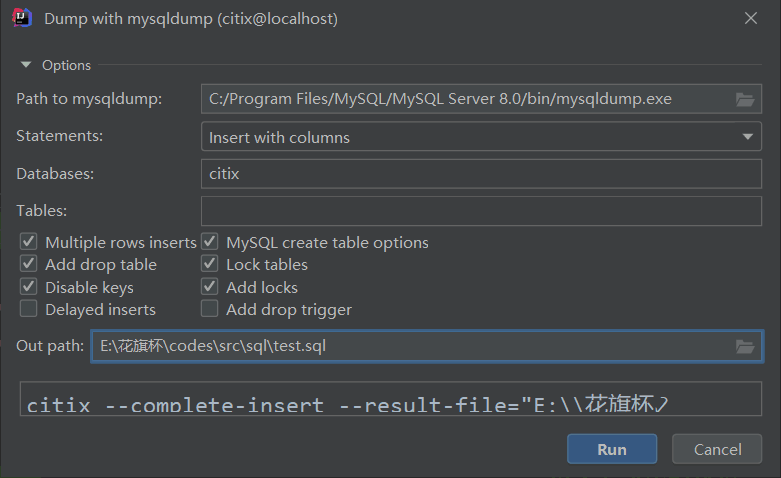 Dump with mysqldump (citix@localhost)
Options
Path to mysqldump: C:/Program Files/MySQL/MySQL Server 8.0/bin/mysqldump.exe
Statements: Insert with columns
Databases: citix
Tables:
Multiple rows inserts MySQL create table options
Add drop table Lock tables
Disable keys Add locks
Delayed inserts Add drop trigger
Out path: E:\花旗杯\codes\src\sql\test.sql
citix --complete-insert --result-file="E:\\花旗杯
Run Cancel